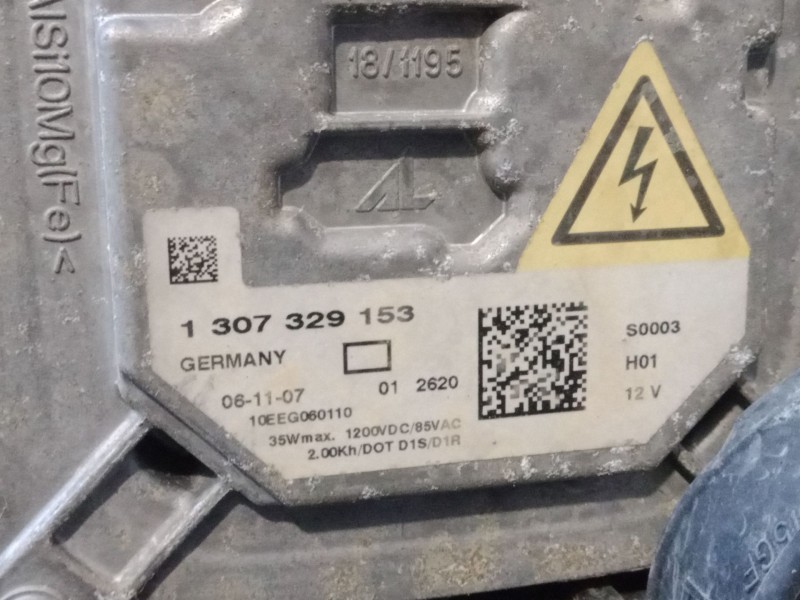 AlSi10Mg(Fe)<
18/1195
AL
1 307 329 153
GERMANY
06-11-07
01 2620
10EEG060110
35Wmax. 1200VDC/85VAC
2.00Kh/DOT D1S/D1R
S0003
H01
12 V